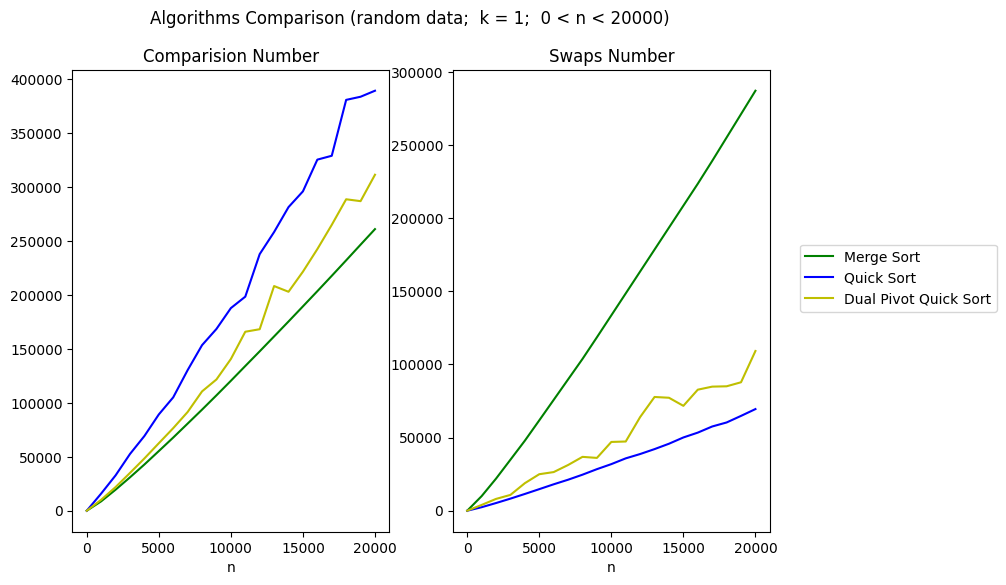 Algorithms Comparison (random data;  k = 1;  0 < n < 20000)
Comparision Number
400000
350000
300000
250000
200000
150000
100000
50000
0
0 5000 10000 15000 20000
n
Swaps Number
300000
250000
200000
150000
100000
50000
0
0 5000 10000 15000 20000
n
Merge Sort
Quick Sort
Dual Pivot Quick Sort